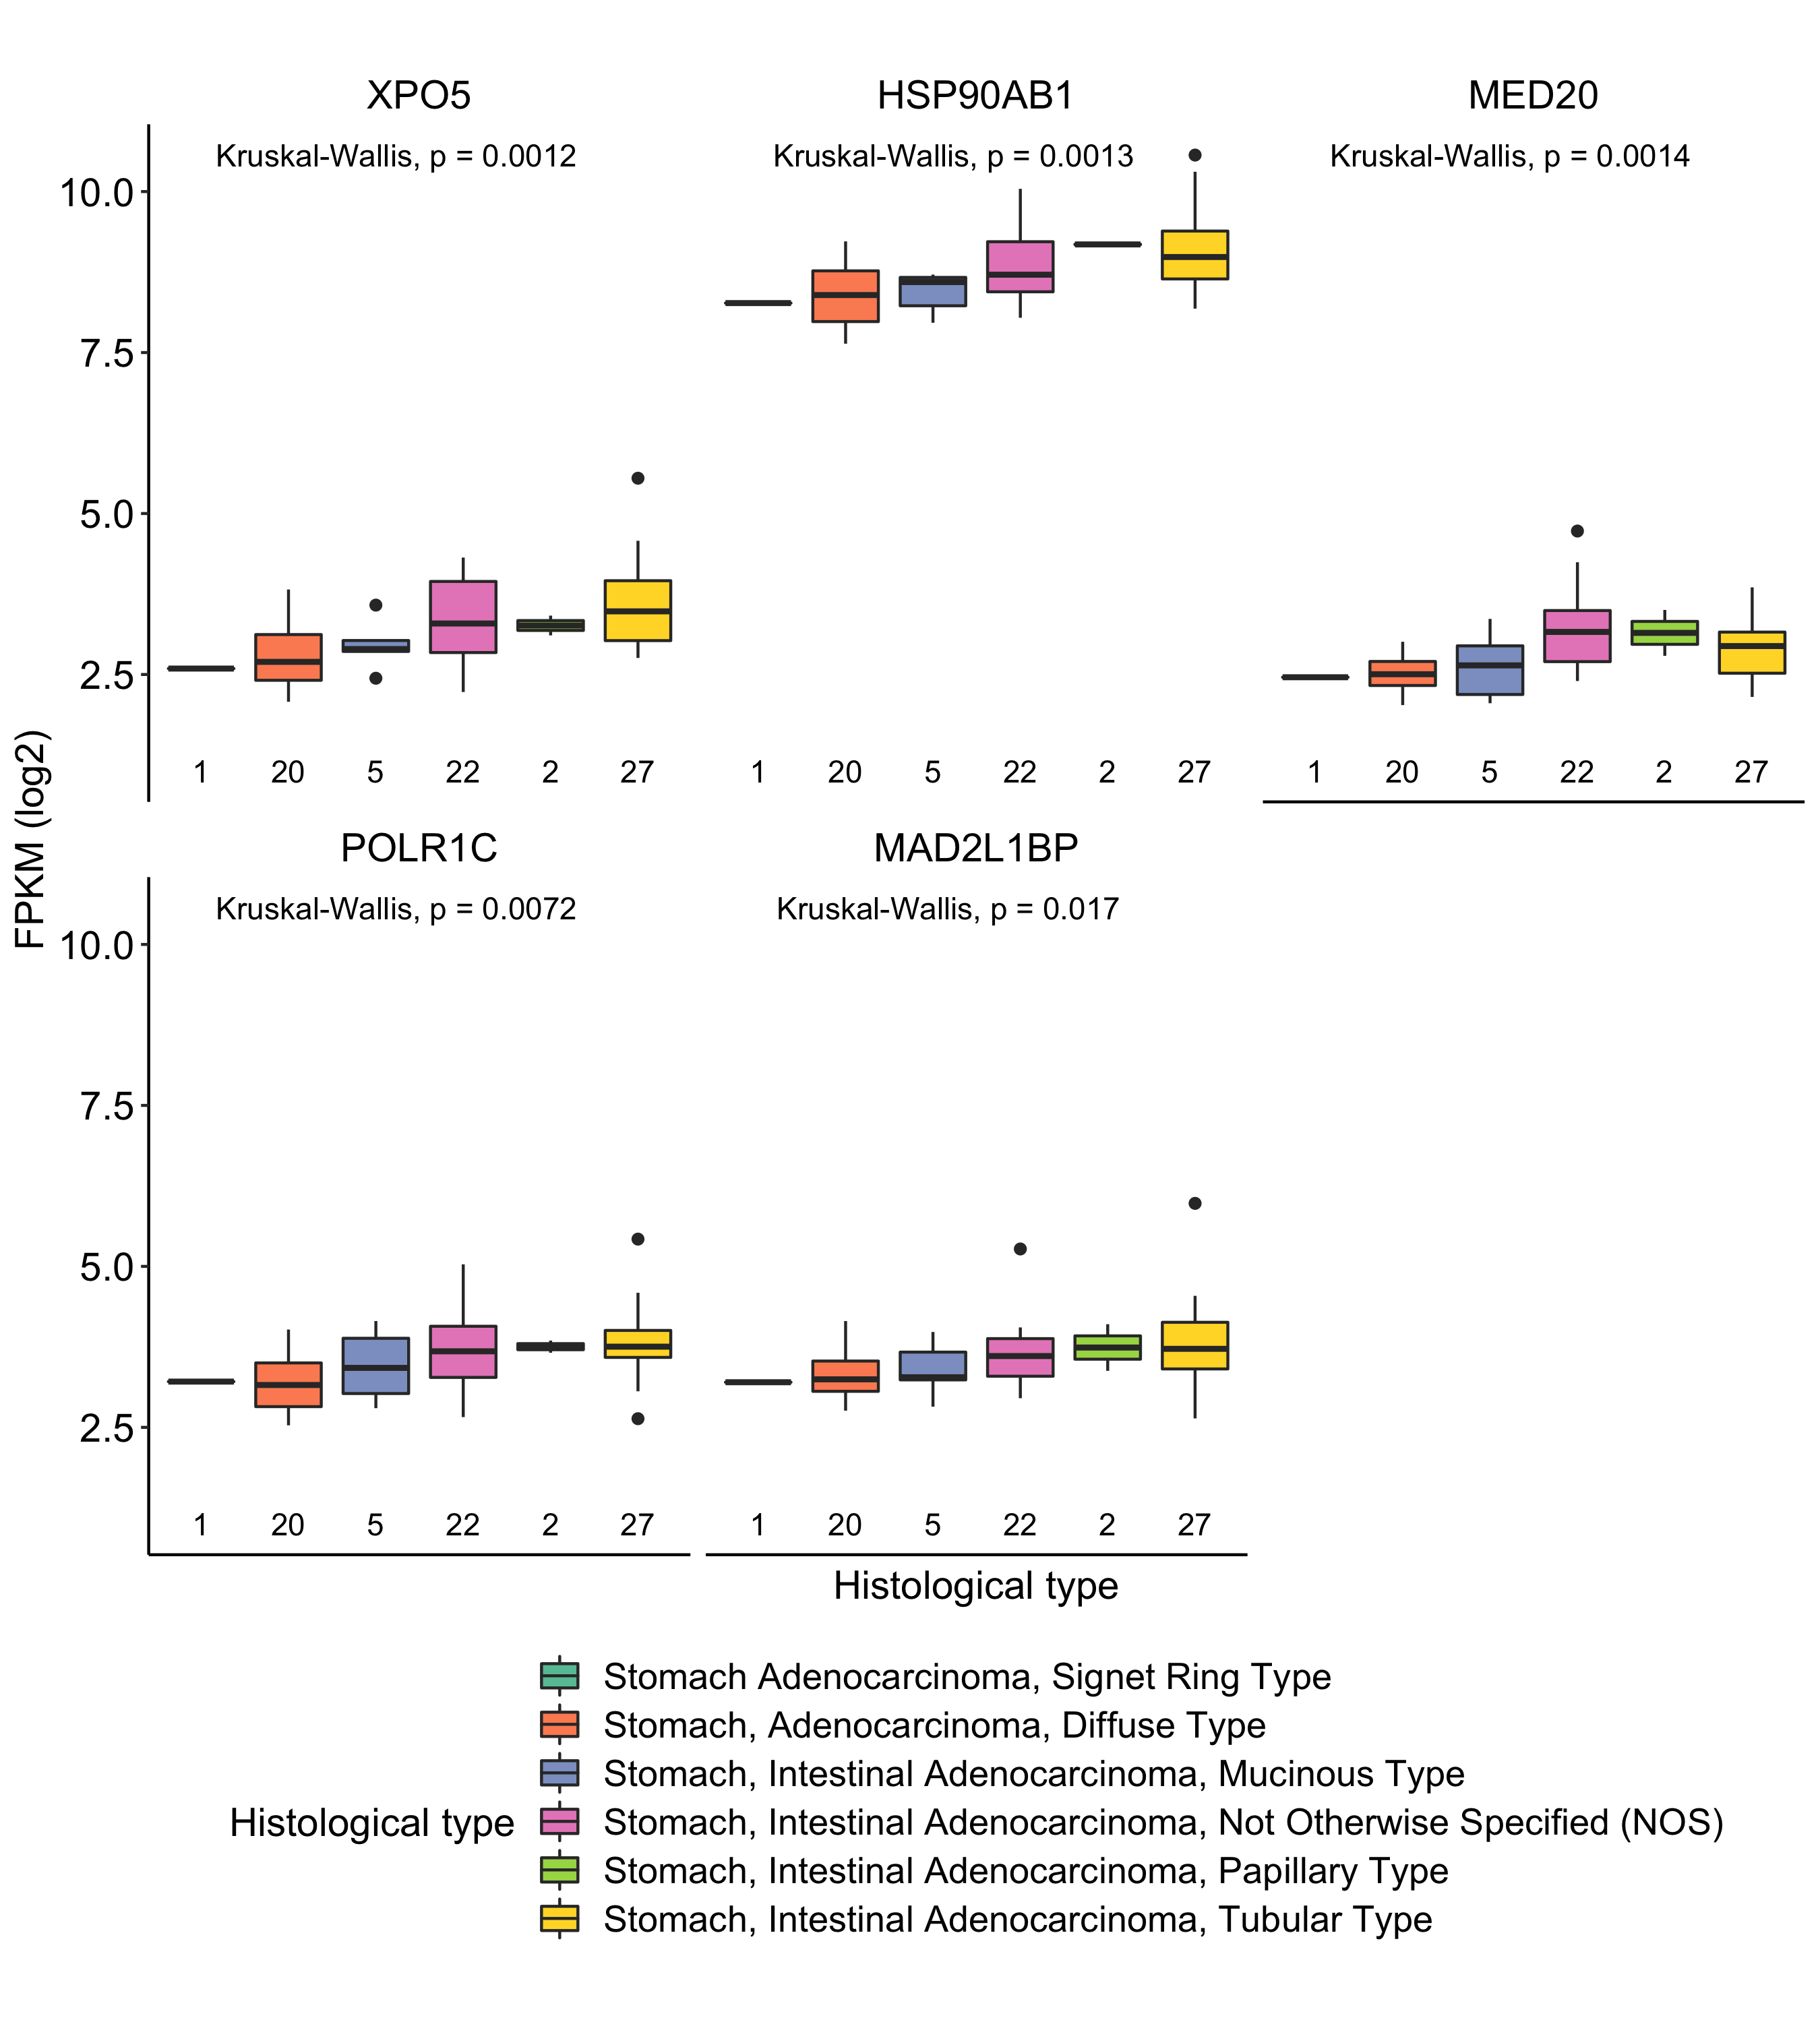 XPO5 HSP90AB1 MED20
Kruskal-Wallis, p = 0.0012 Kruskal-Wallis, p = 0.0013 Kruskal-Wallis, p = 0.0014
10.0
7.5
5.0
2.5
1 20 5 22 2 27 1 20 5 22 2 27 1 20 5 22 2 27
FPKM (log2)
POLR1C MAD2L1BP
Kruskal-Wallis, p = 0.0072 Kruskal-Wallis, p = 0.017
10.0
7.5
5.0
2.5
1 20 5 22 2 27 1 20 5 22 2 27
Histological type
Histological type
Stomach Adenocarcinoma, Signet Ring Type
Stomach, Adenocarcinoma, Diffuse Type
Stomach, Intestinal Adenocarcinoma, Mucinous Type
Stomach, Intestinal Adenocarcinoma, Not Otherwise Specified (NOS)
Stomach, Intestinal Adenocarcinoma, Papillary Type
Stomach, Intestinal Adenocarcinoma, Tubular Type